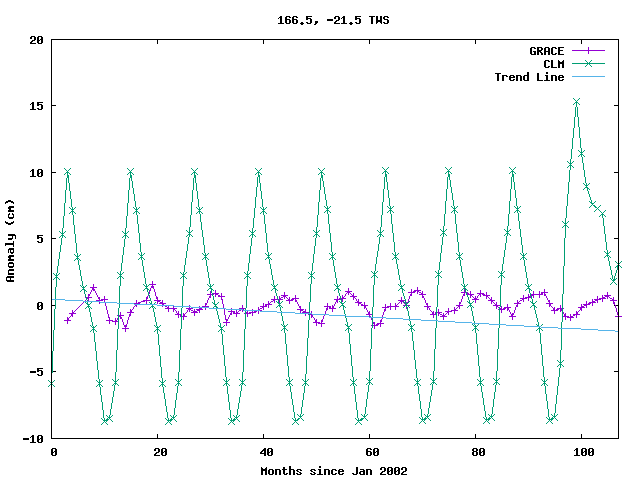 166.5, -21.5 TWS
GRACE
CLM
Trend Line
20
15
10
5
0
-5
-10
Anomaly (cm)
0 20 40 60 80 100
Months since Jan 2002